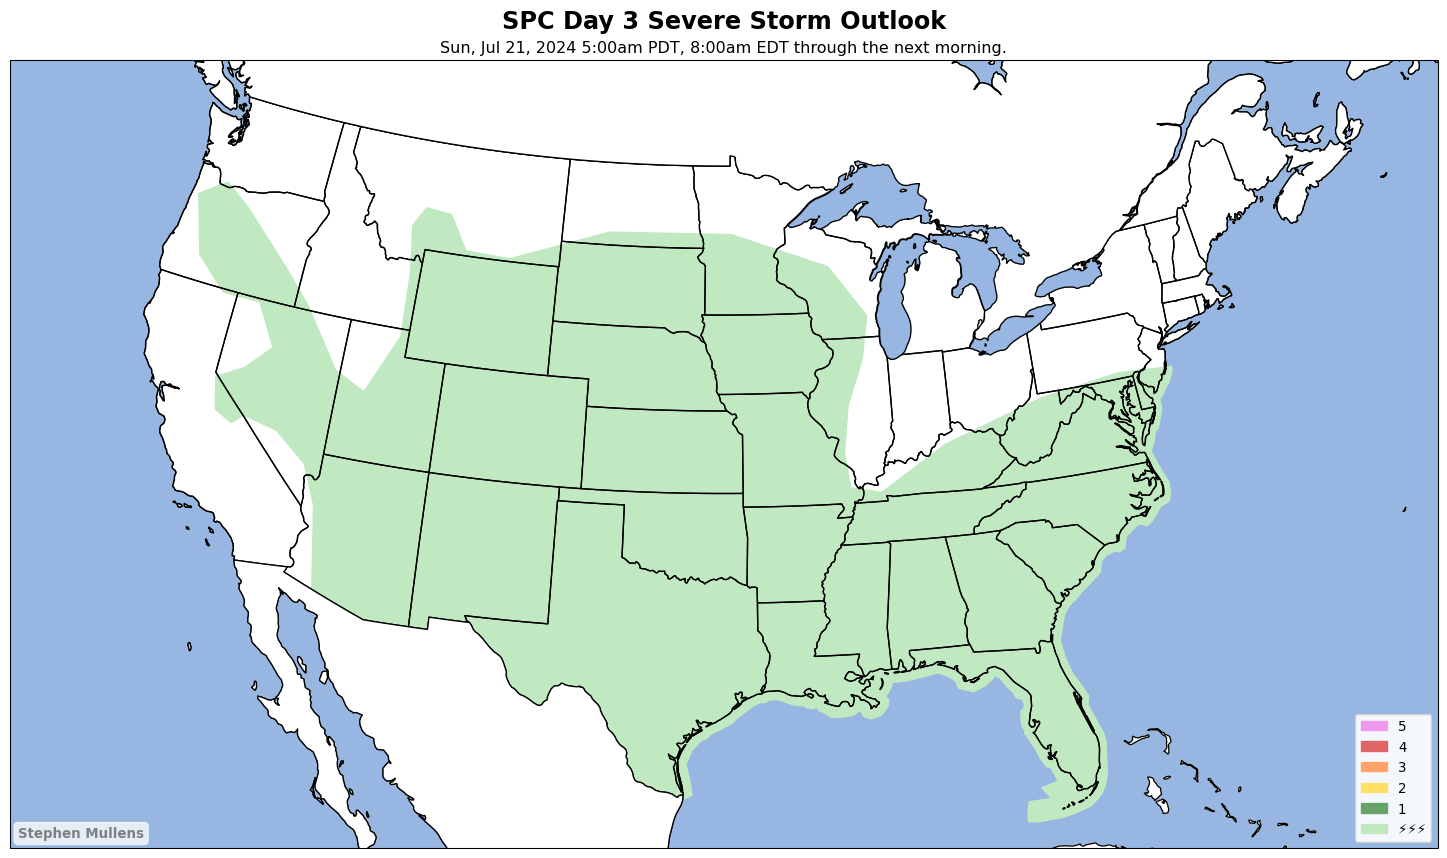 SPC Day 3 Severe Storm Outlook
Sun, Jul 21, 2024 5:00am PDT, 8:00am EDT through the next morning.
5
4
3
2
1
⚡⚡⚡
Stephen Mullens